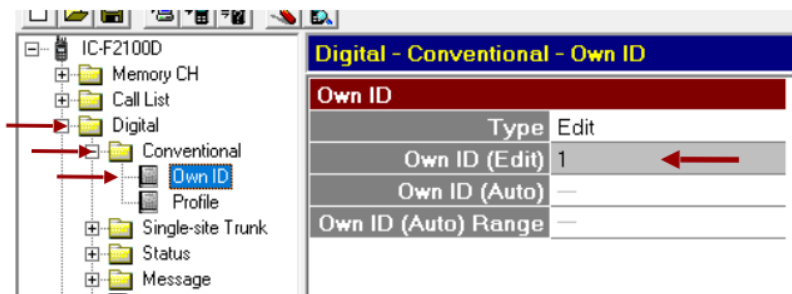 IC-F2100D
Memory CH
Call List
Digital
Conventional
Own ID
Profile
Single-site Trunk
Status
Message
Digital - Conventional - Own ID
Own ID
Type Edit
Own ID (Edit) 1
Own ID (Auto) —
Own ID (Auto) Range —